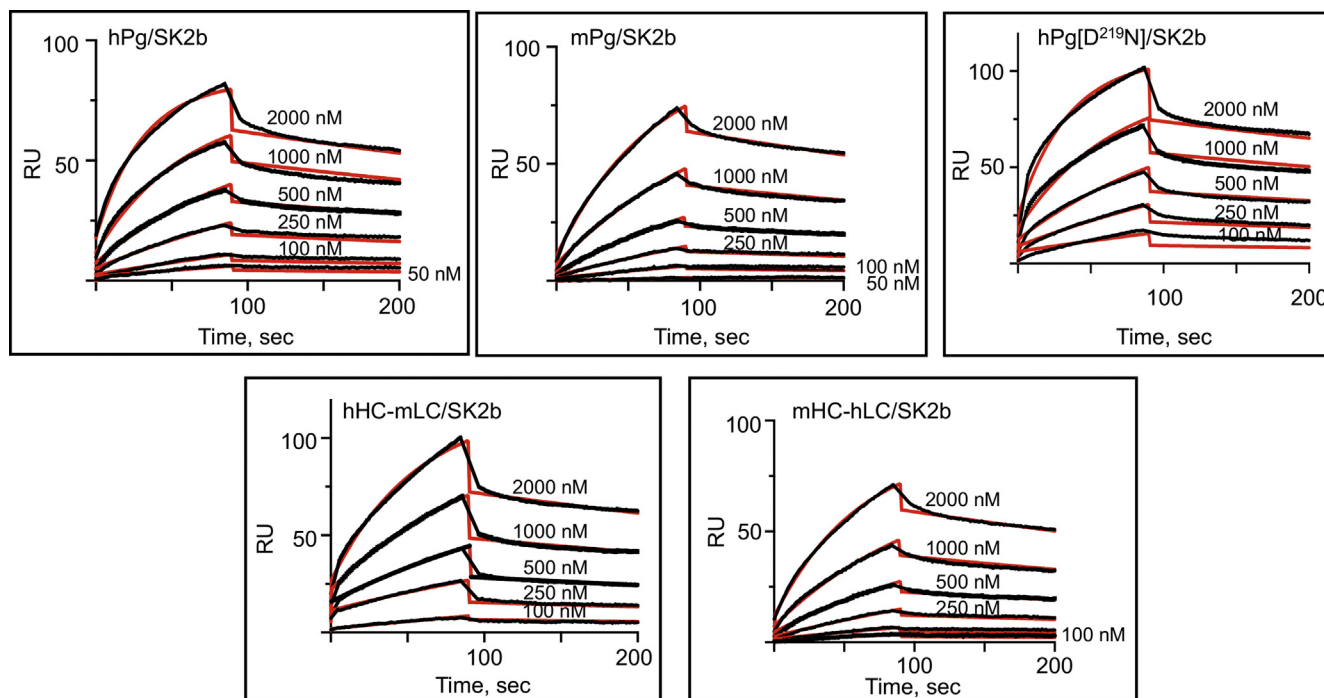 hPg/SK2b
100
50
RU
2000 nM
1000 nM
500 nM
250 nM
100 nM
50 nM
100
200
Time, sec
mPg/SK2b
100
50
RU
2000 nM
1000 nM
500 nM
250 nM
100 nM
50 nM
100
200
Time, sec
hPg[D²¹⁹N]/SK2b
100
50
RU
2000 nM
1000 nM
500 nM
250 nM
100 nM
100
200
Time, sec
hHC-mLC/SK2b
100
50
RU
2000 nM
1000 nM
500 nM
250 nM
100 nM
100
200
Time, sec
mHC-hLC/SK2b
100
50
RU
2000 nM
1000 nM
500 nM
250 nM
100 nM
100
200
Time, sec